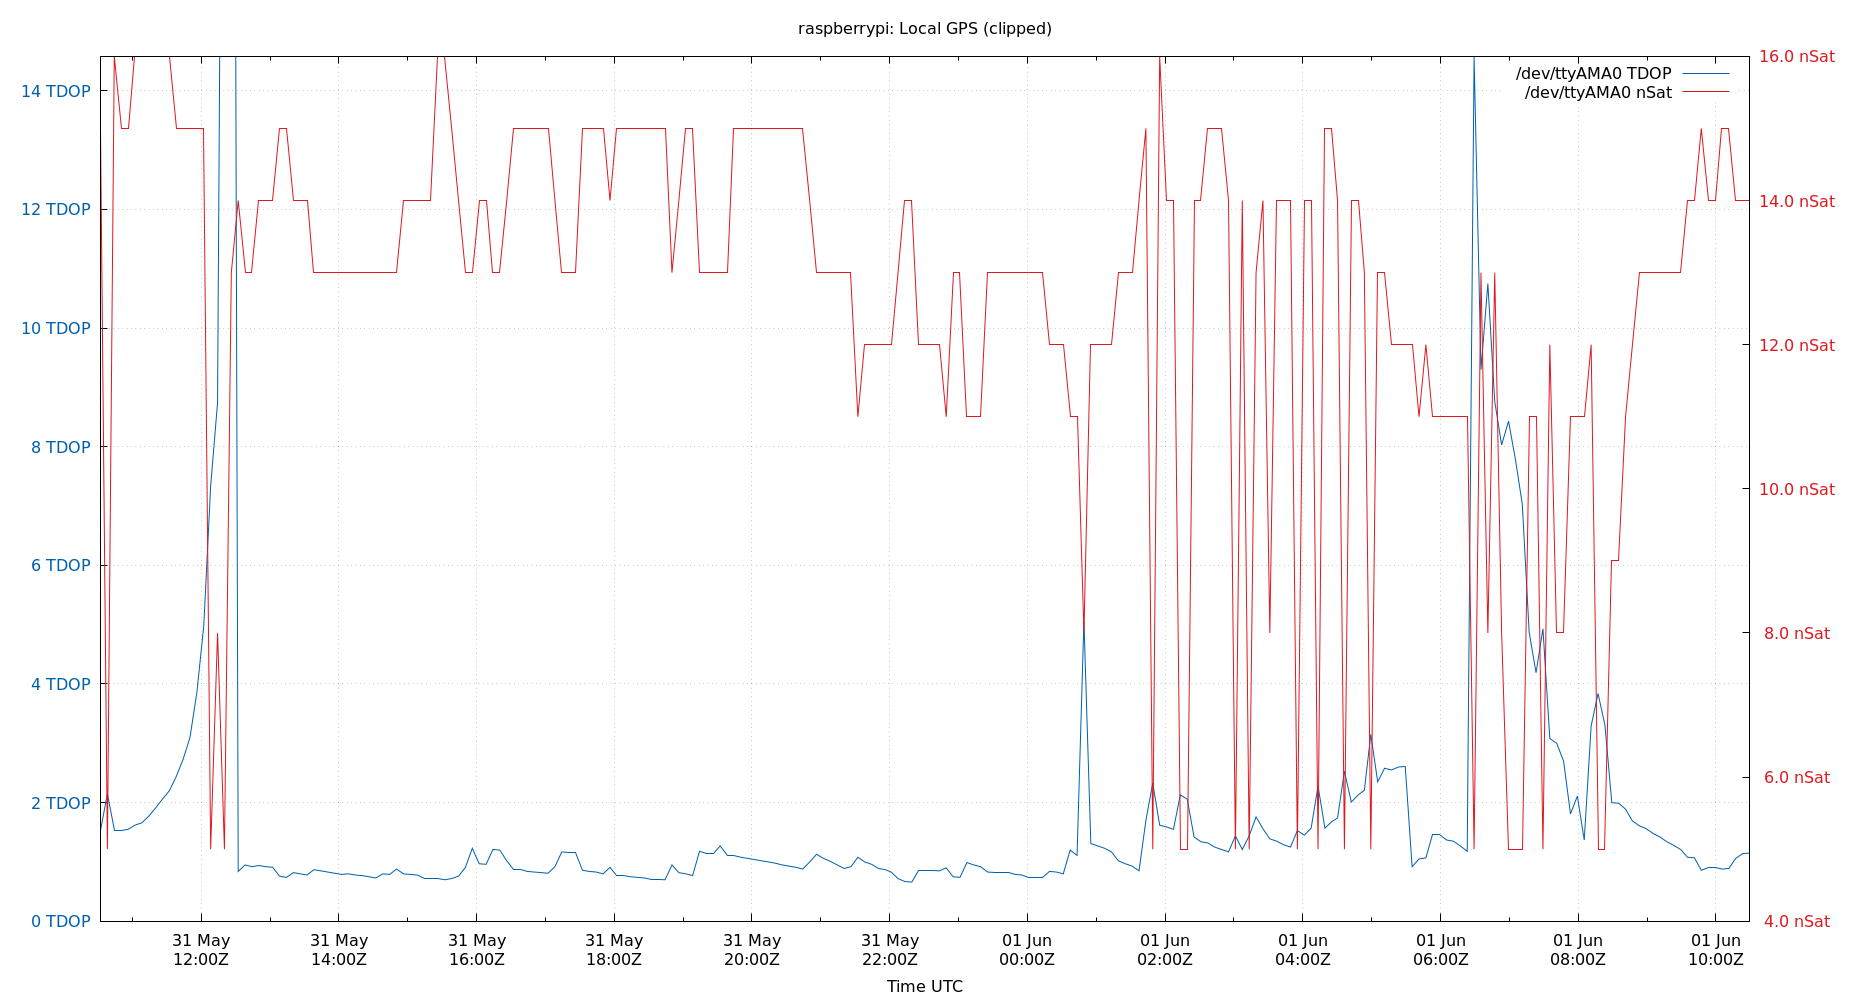 raspberrypi: Local GPS (clipped)
/dev/ttyAMA0 TDOP
/dev/ttyAMA0 nSat
14 TDOP
12 TDOP
10 TDOP
8 TDOP
6 TDOP
4 TDOP
2 TDOP
0 TDOP
16.0 nSat
14.0 nSat
12.0 nSat
10.0 nSat
8.0 nSat
6.0 nSat
4.0 nSat
31 May 31 May 31 May 31 May 31 May 31 May 01 Jun 01 Jun 01 Jun 01 Jun 01 Jun 01 Jun
12:00Z 14:00Z 16:00Z 18:00Z 20:00Z 22:00Z 00:00Z 02:00Z 04:00Z 06:00Z 08:00Z 10:00Z
Time UTC